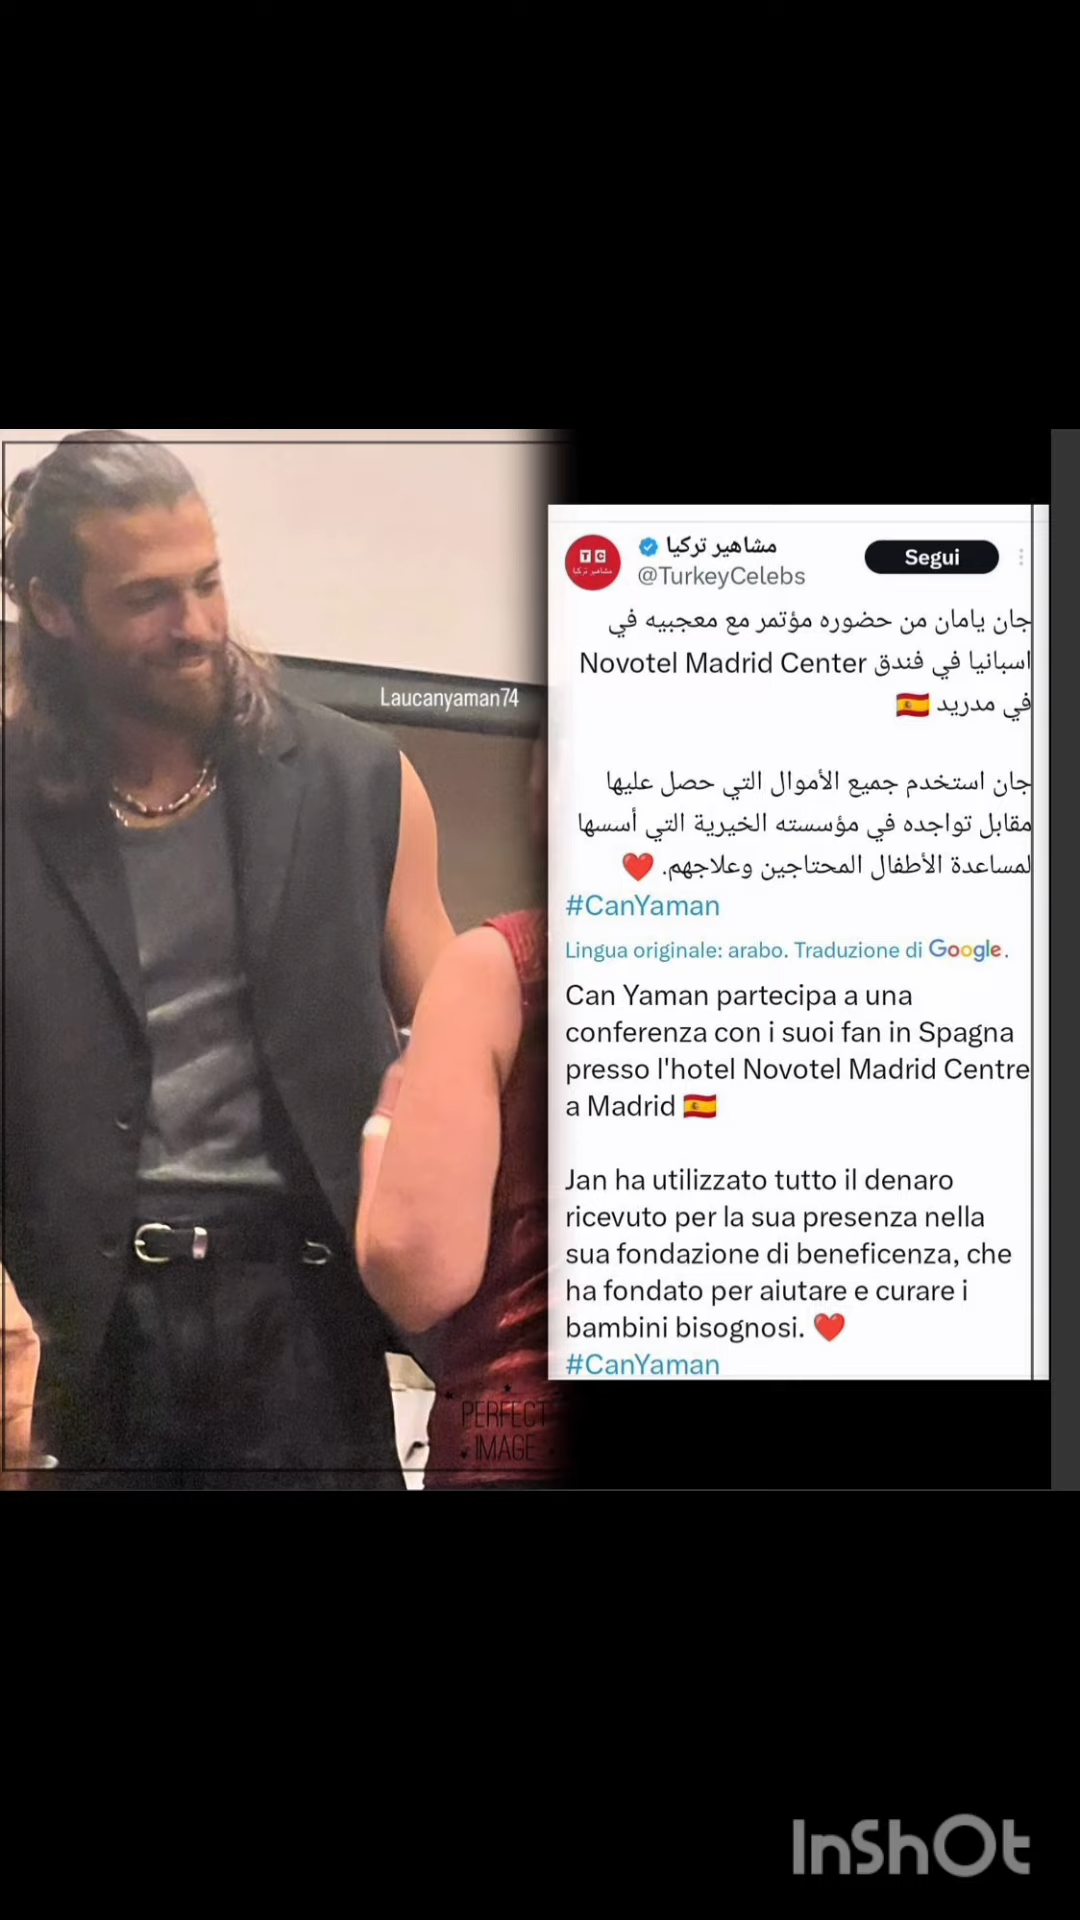 Laucanyaman74
PERFECT
IMAGE
TC
مشاهير تركيا
مشاهير تركيا
Segui
@TurkeyCelebs
جان يامان من حضوره مؤتمر مع معجبيه في
اسبانيا في فندق Novotel Madrid Center
في مدريد 🇪🇸
جان استخدم جميع الأموال التي حصل عليها
مقابل تواجده في مؤسسته الخيرية التي أسسها
لمساعدة الأطفال المحتاجين وعلاجهم. ❤️
#CanYaman
Lingua originale: arabo. Traduzione di Google.
Can Yaman partecipa a una
conferenza con i suoi fan in Spagna
presso l'hotel Novotel Madrid Centre
a Madrid 🇪🇸
Jan ha utilizzato tutto il denaro
ricevuto per la sua presenza nella
sua fondazione di beneficenza, che
ha fondato per aiutare e curare i
bambini bisognosi. ❤️
#CanYaman
InShOt